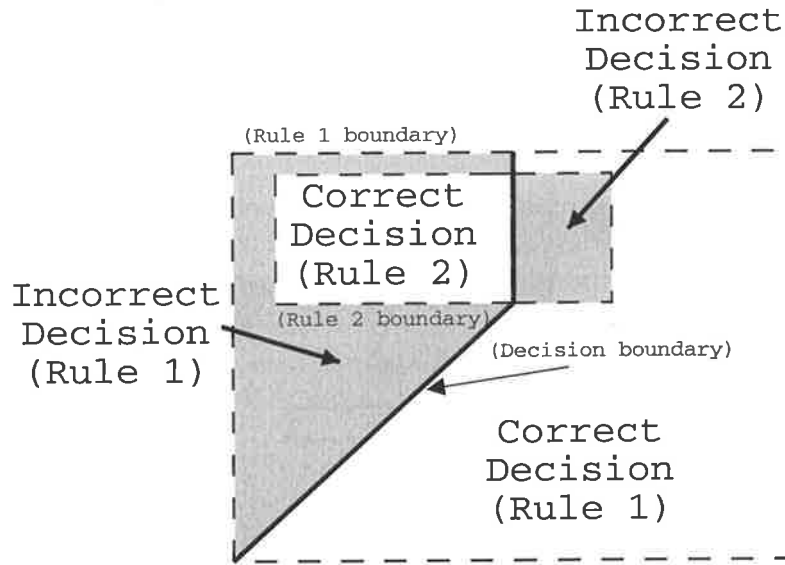 Incorrect
Decision
(Rule 2)
(Rule 1 boundary)
Correct
Decision
(Rule 2)
Incorrect
Decision
(Rule 1)
(Rule 2 boundary)
(Decision boundary)
Correct
Decision
(Rule 1)